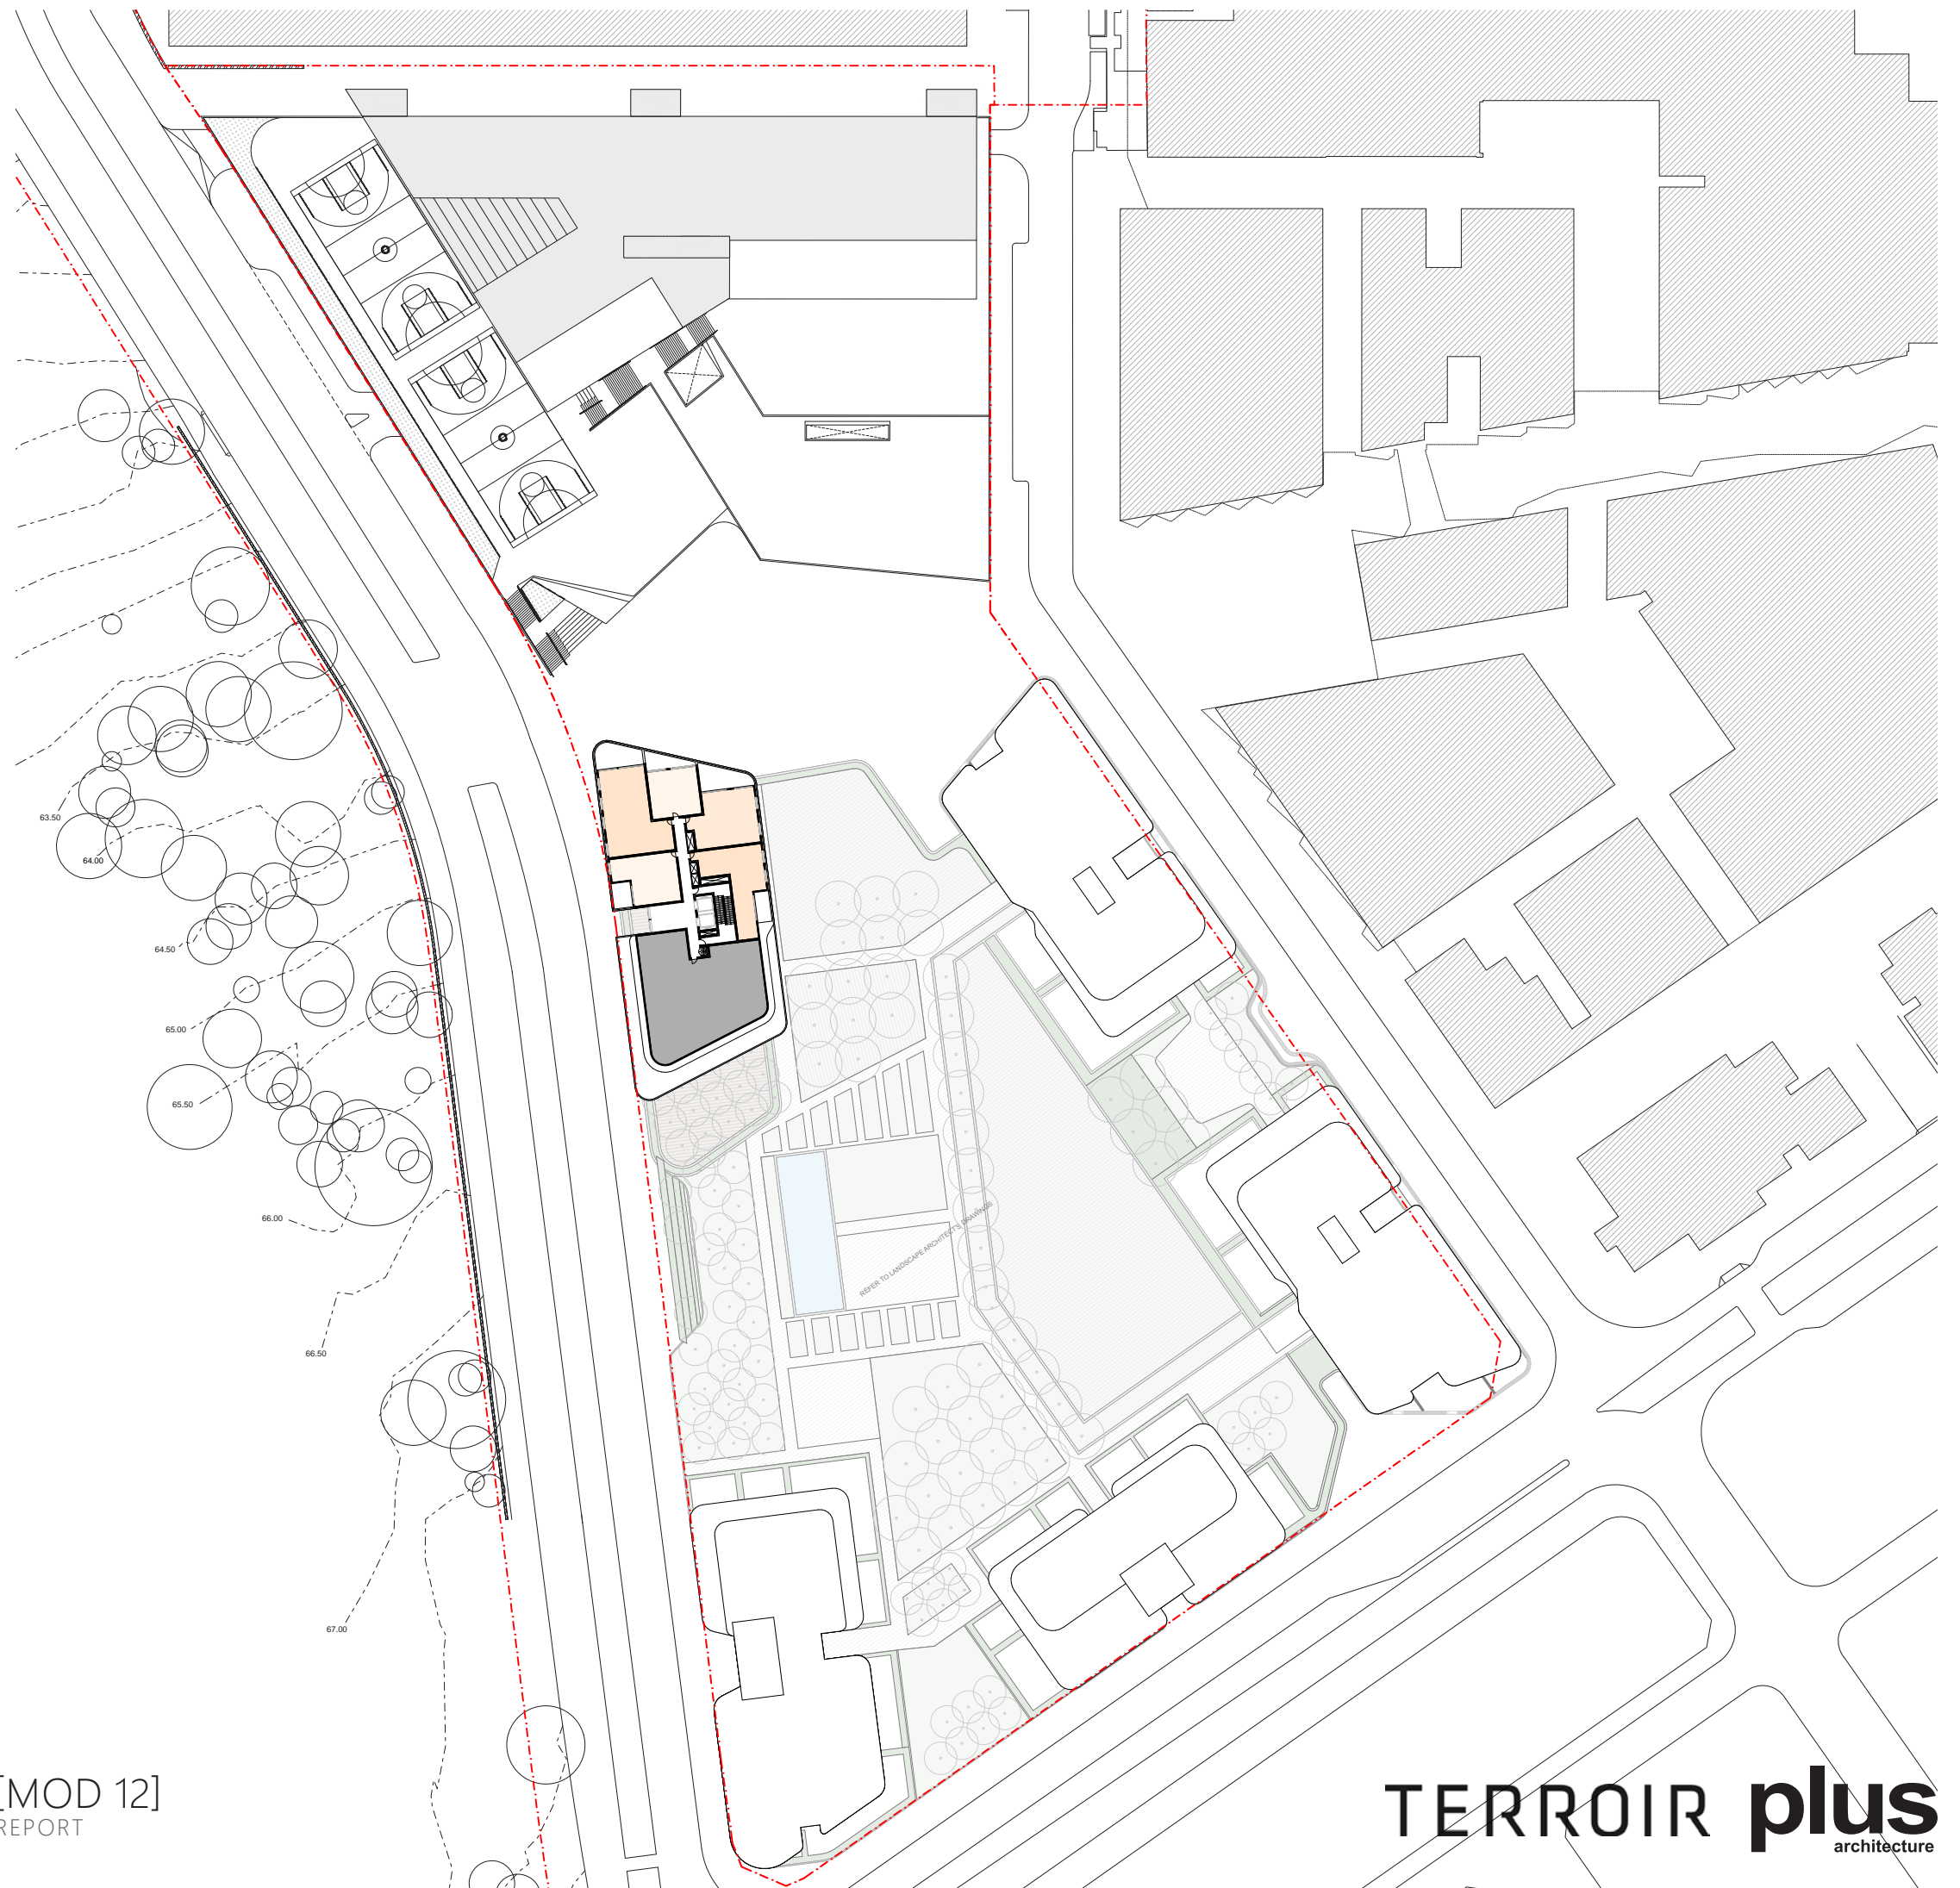 63.50
64.00
64.50
65.00
65.50
66.00
66.50
67.00
REFER TO LANDSCAPE ARCHITECT'S DRAWINGS
[MOD 12]
REPORT
TERROIR
plus
architecture